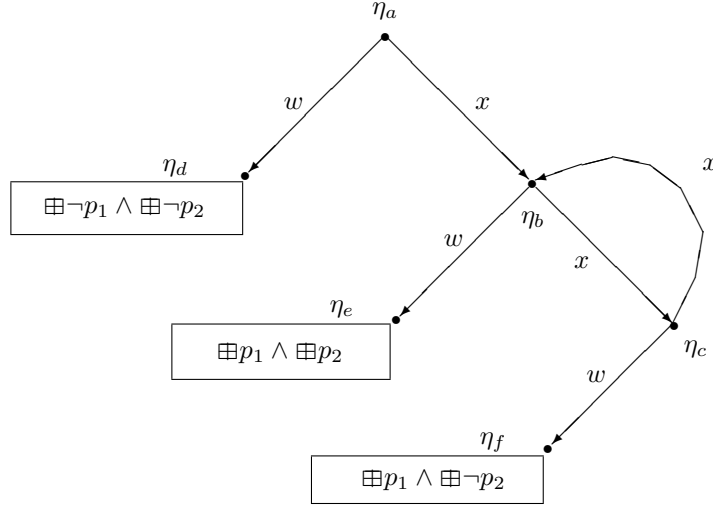 η_a
w
x
η_d
x
⊞¬p_1 ∧ ⊞¬p_2
η_b
w
x
η_e
⊞p_1 ∧ ⊞p_2
η_c
w
η_f
⊞p_1 ∧ ⊞¬p_2